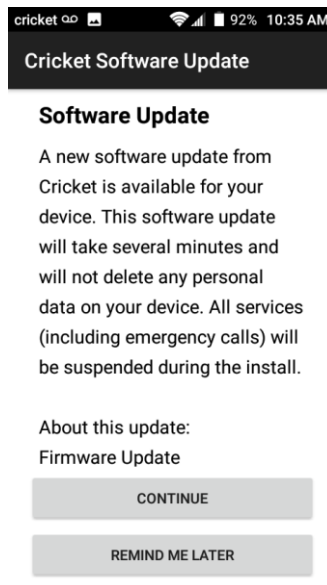 cricket 92% 10:35 AM
Cricket Software Update
Software Update
A new software update from
Cricket is available for your
device. This software update
will take several minutes and
will not delete any personal
data on your device. All services
(including emergency calls) will
be suspended during the install.
About this update:
Firmware Update
CONTINUE
REMIND ME LATER